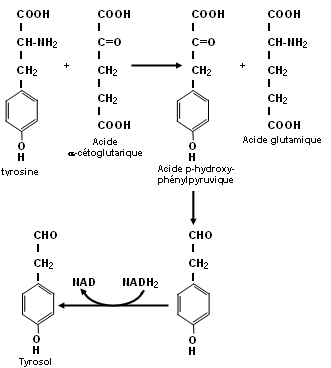 COOH COOH COOH COOH
CH-NH2 C=O C=O CH-NH2
CH2 + CH2 CH2 + CH2
CH2 CH2
COOH COOH
OH OH
tyrosine
Acide
α-cétoglutarique
Acide p-hydroxy-
phénylpyruvique
Acide glutamique
CHO CHO
CH2 NAD NADH2 CH2
OH OH
Tyrosol